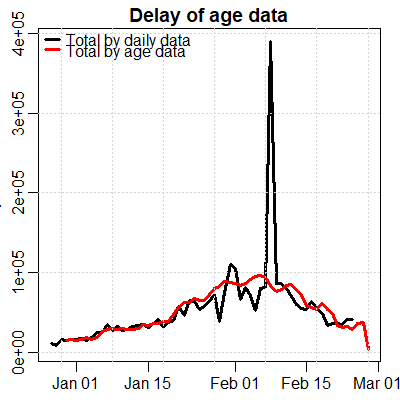 Delay of age data
Total by daily data
Total by age data
4e+05
3e+05
2e+05
1e+05
0e+00
Jan 01 Jan 15 Feb 01 Feb 15 Mar 01